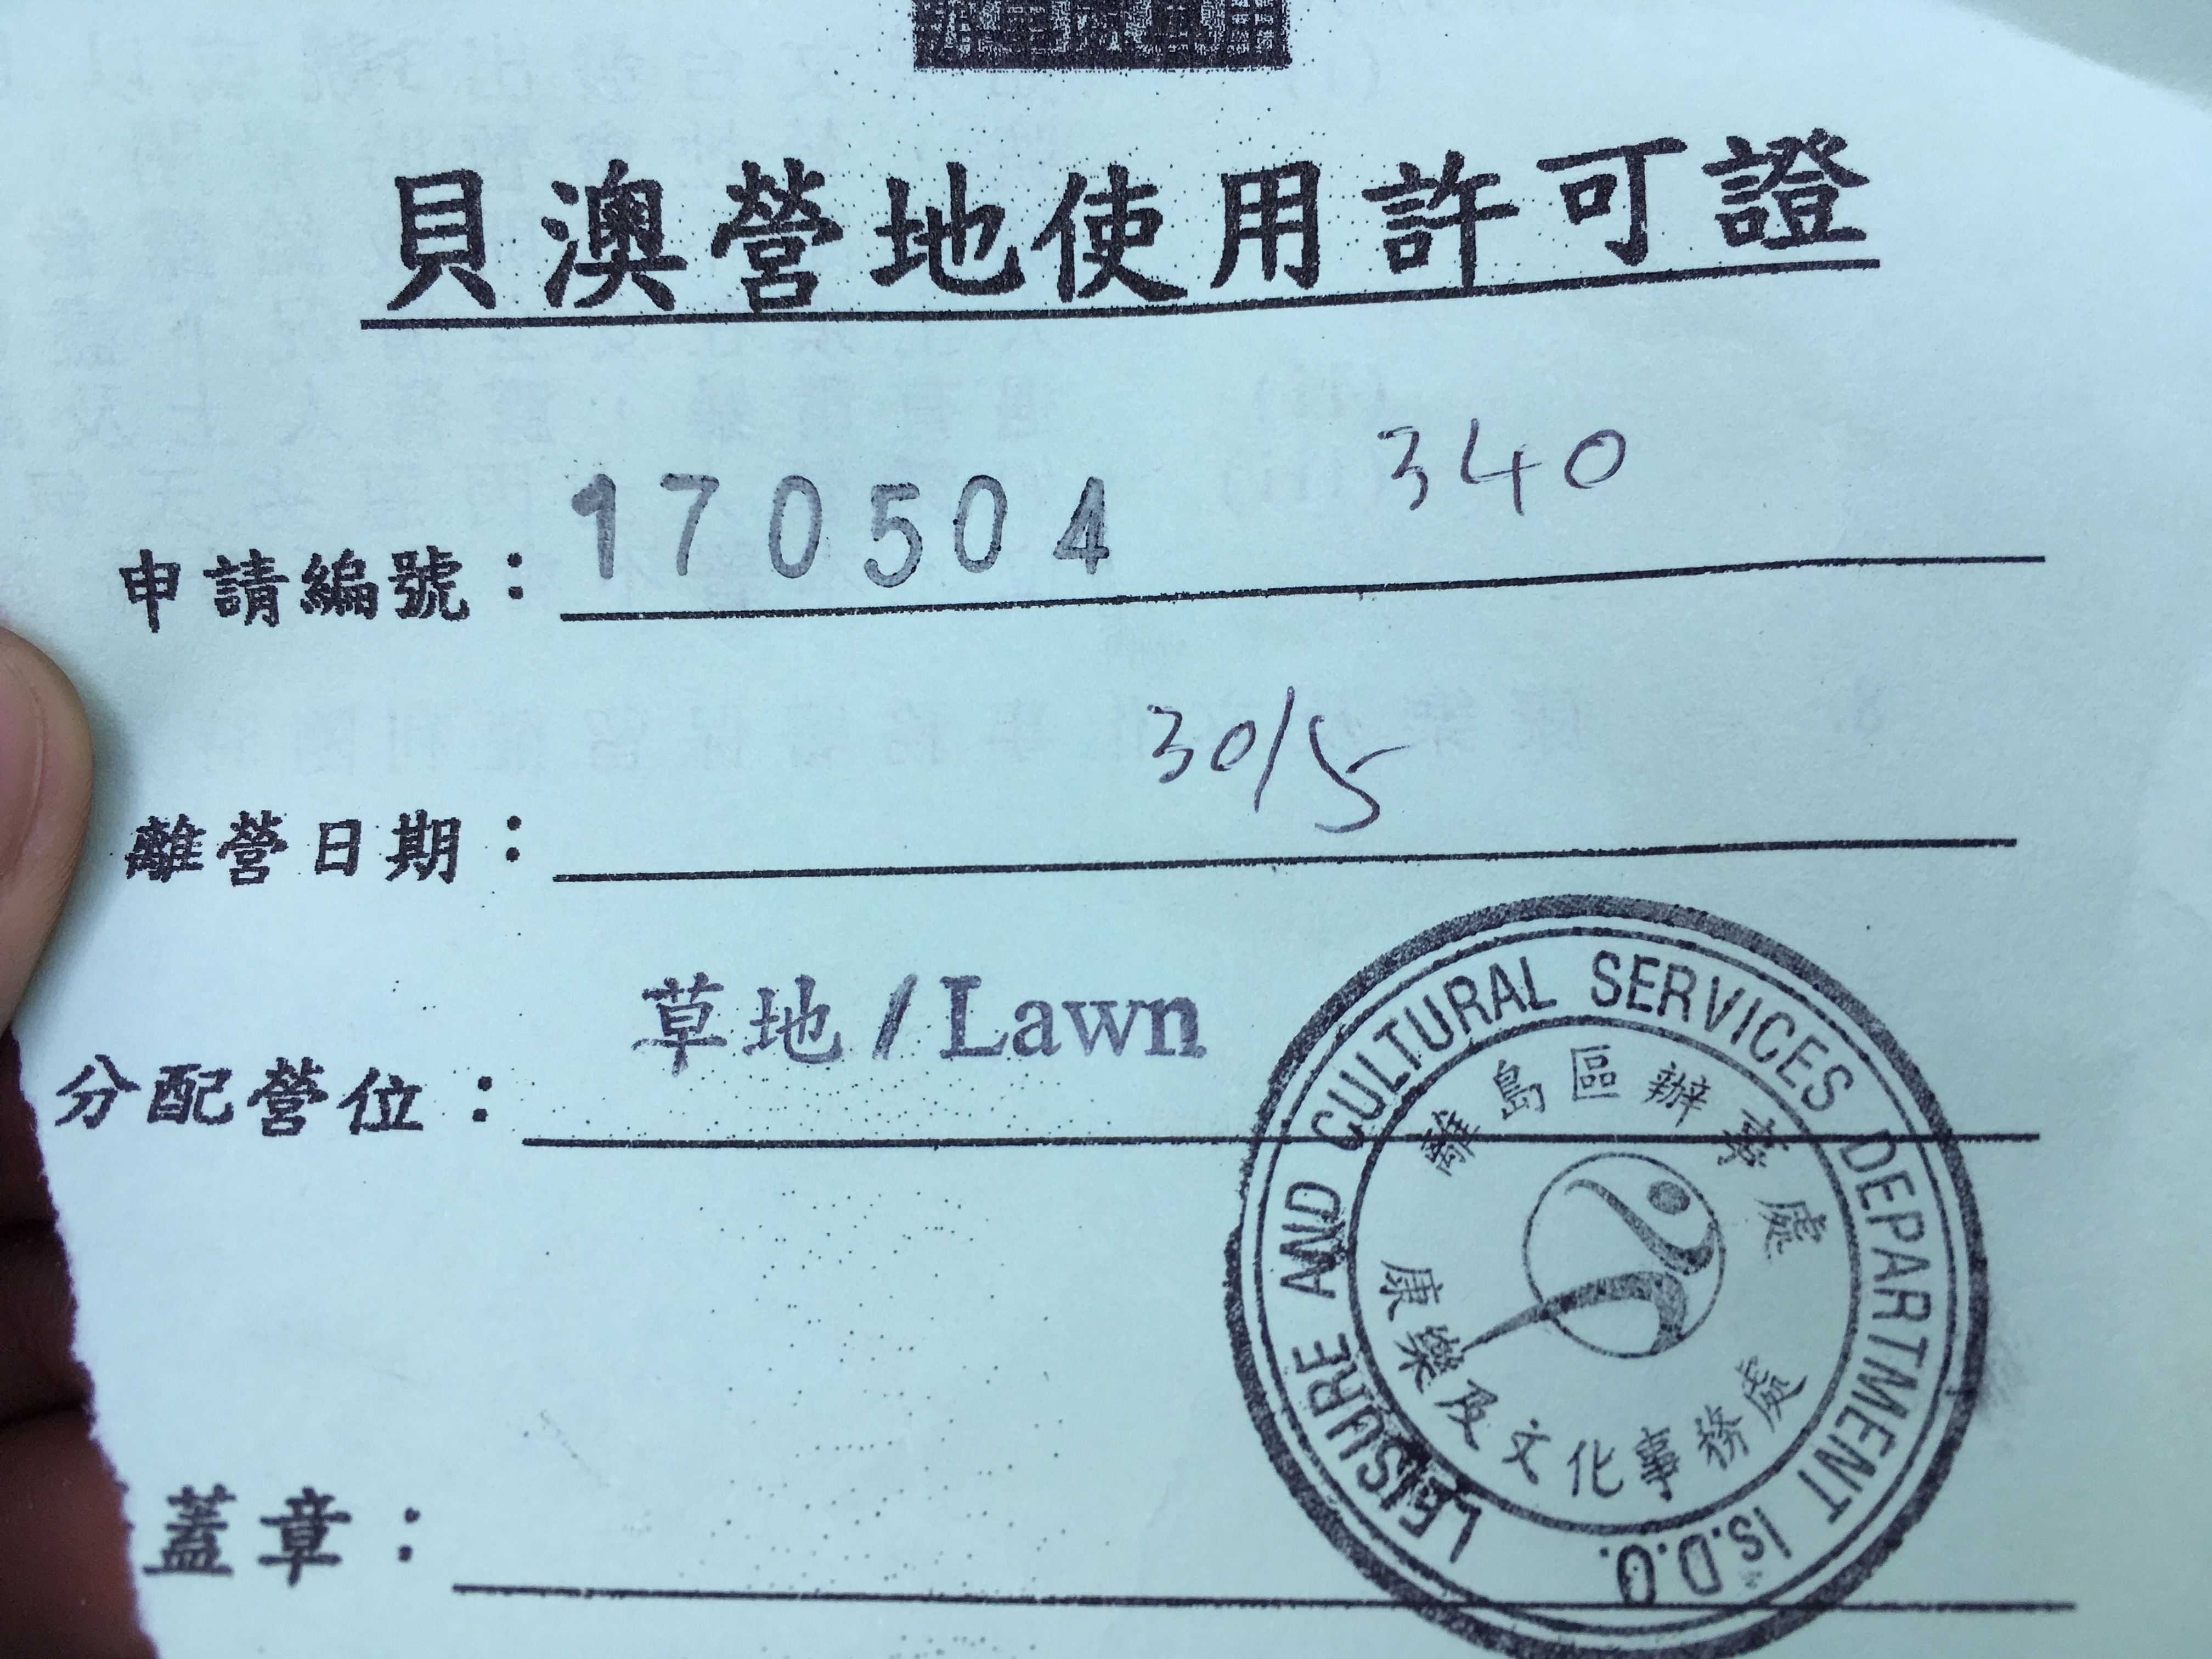 貝澳營地使用許可證
申請編號：170504 340
離營日期：30/5
分配營位：草地 / Lawn
LEISURE AND CULTURAL SERVICES DEPARTMENT Is.D.O.
離島區辦事處
康樂及文化事務處
蓋章：